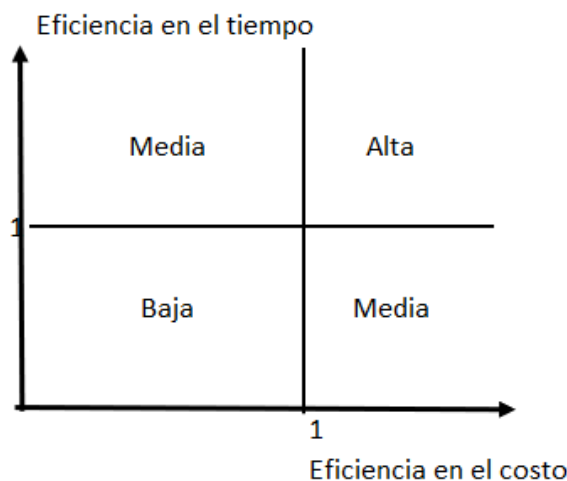 Eficiencia en el tiempo
Media Alta
1
Baja Media
1
Eficiencia en el costo